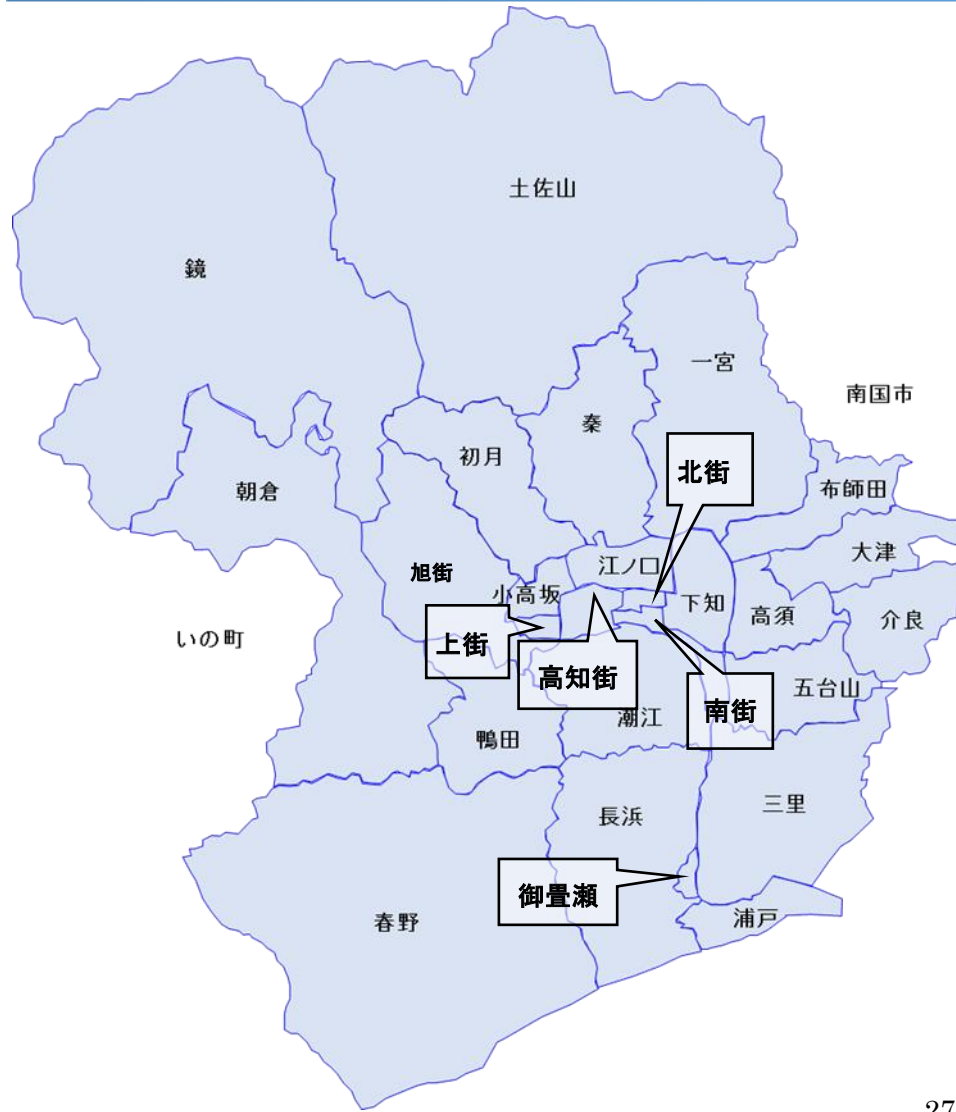 土佐山
鏡
一宮
南国市
秦
初月
北街
朝倉
布師田
大津
江ノ口
旭街
小高坂
下知
高須
介良
いの町
上街
高知街
南街
五台山
潮江
鴨田
三里
長浜
御畳瀬
浦戸
春野
27